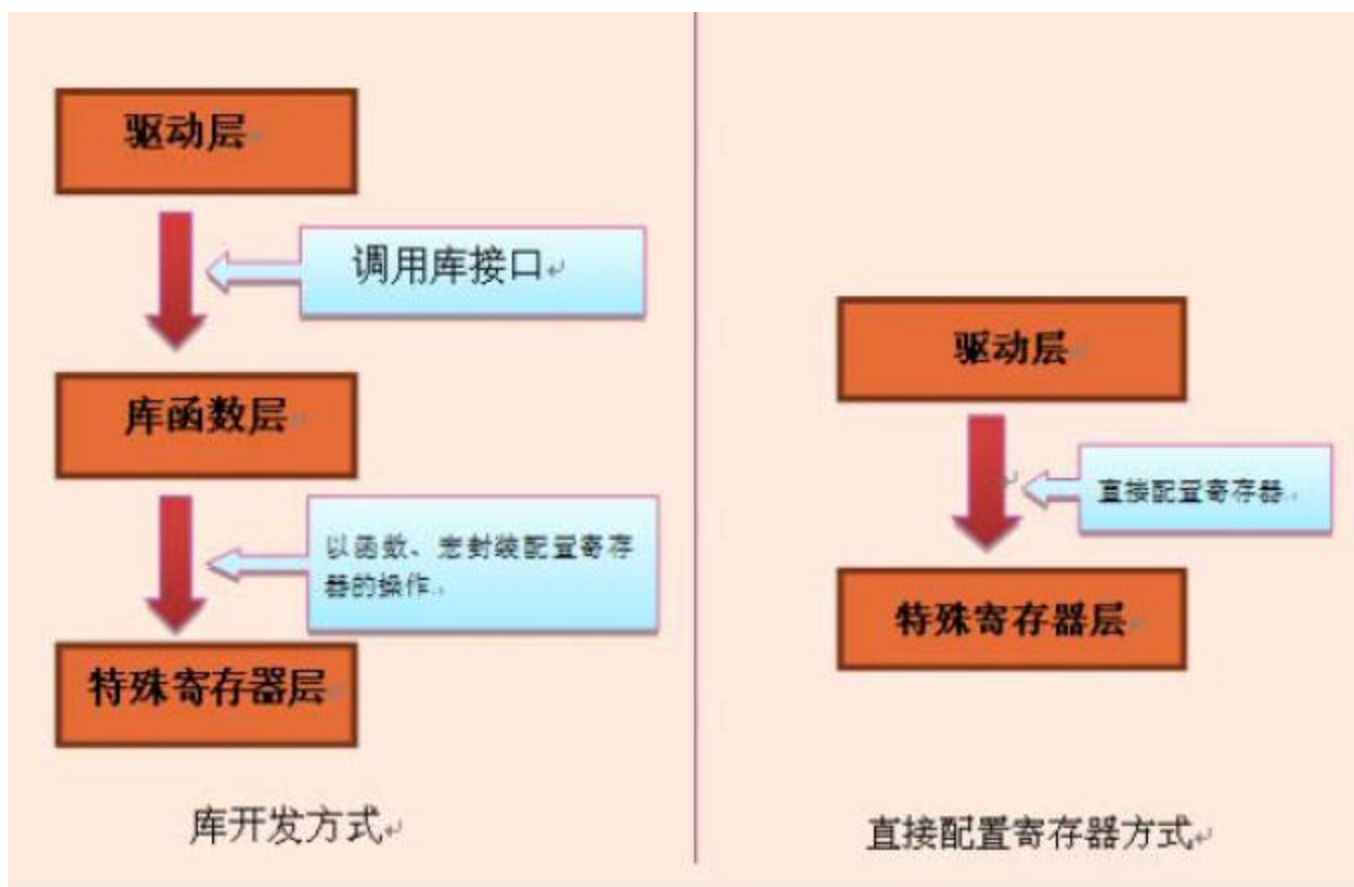 驱动层
调用库接口
库函数层
以函数、宏封装配置寄存
器的操作.
特殊寄存器层
库开发方式
驱动层
直接配置寄存器.
特殊寄存器层
直接配置寄存器方式